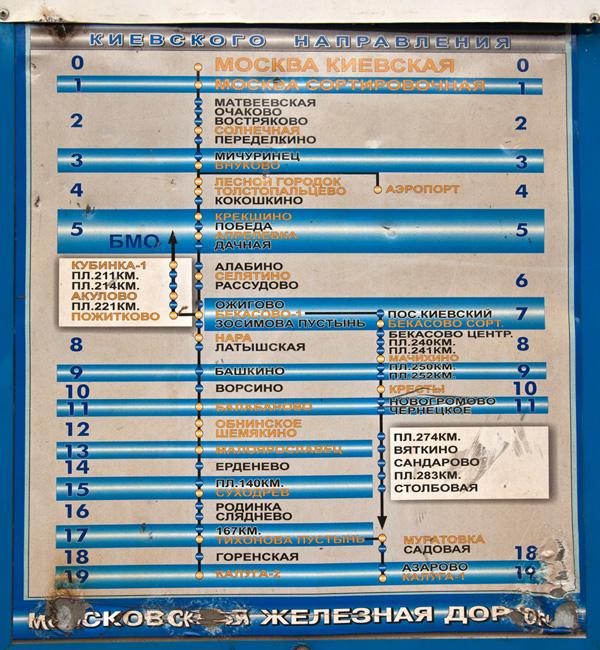 КИЕВСКОГО НАПРАВЛЕНИЯ
0 МОСКВА КИЕВСКАЯ 0
1 МОСКВА СОРТИРОВОЧНАЯ 1
МАТВЕЕВСКАЯ
ОЧАКОВО
2 ВОСТРЯКОВО 2
СОЛНЕЧНАЯ
ПЕРЕДЕЛКИНО
3 МИЧУРИНЕЦ 3
ВНУКОВО
ЛЕСНОЙ ГОРОДОК
4 ТОЛСТОПАЛЬЦЕВО АЭРОПОРТ 4
КОКОШКИНО
КРЕКШИНО
5 ПОБЕДА 5
АПРЕЛЕВКА
БМО ДАЧНАЯ
КУБИНКА-1 АЛАБИНО
ПЛ.211КМ. СЕЛЯТИНО 6
ПЛ.214КМ. РАССУДОВО
АКУЛОВО
ПЛ.221КМ. ОЖИГОВО
ПОЖИТКОВО БЕКАСОВО-1 ПОС.КИЕВСКИЙ 7
ЗОСИМОВА ПУСТЫНЬ БЕКАСОВО СОРТ.
НАРА БЕКАСОВО ЦЕНТР.
8 ЛАТЫШСКАЯ ПЛ.240КМ. 8
ПЛ.241КМ.
МАЧИХИНО
9 БАШКИНО ПЛ.250КМ. 9
ПЛ.252КМ.
10 ВОРСИНО КРЕСТЫ 10
11 БАЛАБАНОВО НОВОГРОМОВО 11
ЧЕРНЕЦКОЕ
12 ОБНИНСКОЕ
ШЕМЯКИНО ПЛ.274КМ.
13 МАЛОЯРОСЛАВЕЦ ВЯТКИНО
14 ЕРДЕНЕВО САНДАРОВО
15 ПЛ.140КМ. ПЛ.283КМ.
СУХОДРЕВ СТОЛБОВАЯ
16 РОДИНКА
СЛЯДНЕВО
17 167КМ.
ТИХОНОВА ПУСТЫНЬ МУРАТОВКА
18 ГОРЕНСКАЯ САДОВАЯ 18
АЗАРОВО
19 КАЛУГА-2 КАЛУГА-1 19
МОСКОВСКАЯ ЖЕЛЕЗНАЯ ДОРОГА